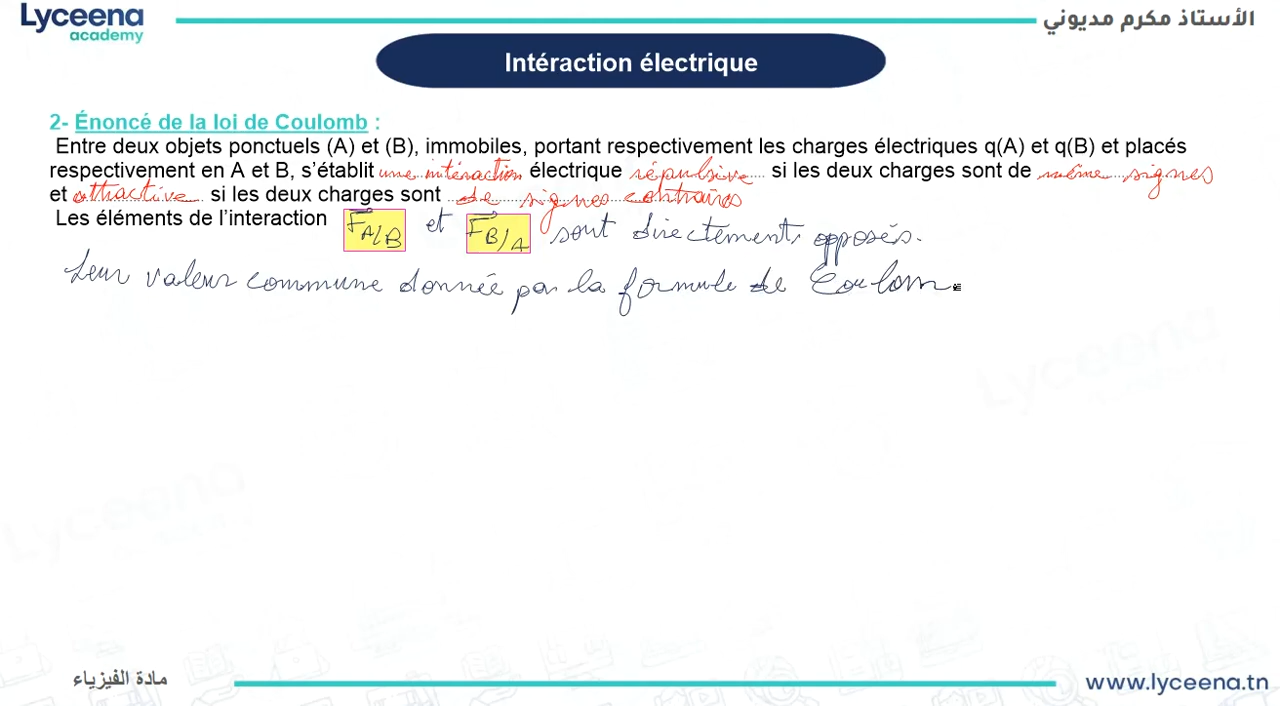 Lyceena
academy
الأستاذ مكرم مديوني
Intéraction électrique
2- Énoncé de la loi de Coulomb :
Entre deux objets ponctuels (A) et (B), immobiles, portant respectivement les charges électriques q(A) et q(B) et placés
respectivement en A et B, s'établit une intéraction électrique répulsive si les deux charges sont de même signes
et attractive si les deux charges sont de signes contraires
Les éléments de l'interaction F_A/B et F_B/A sont directement opposés.
Leur valeur commune donnée par la formule de Coulom
Lyceena
Lyceena
مادة الفيزياء
www.lyceena.tn